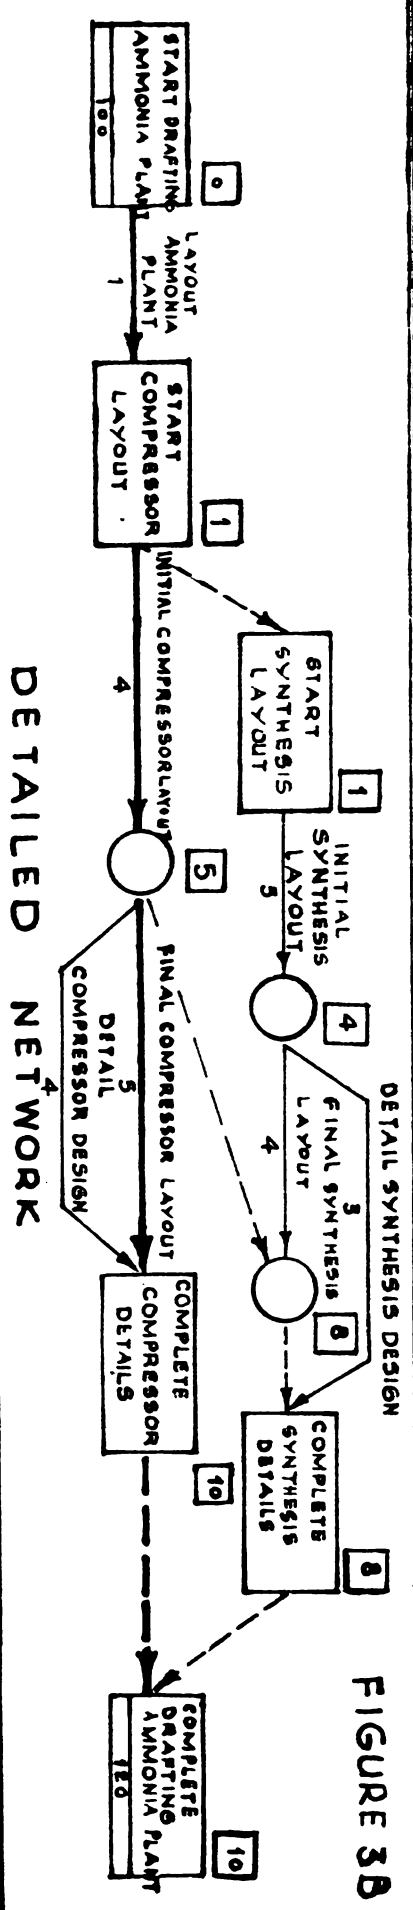 FIGURE 3B
0
START DRAFTING
AMMONIA PLANT
100
LAYOUT
AMMONIA
PLANT
1
1
START
COMPRESSOR
LAYOUT
1
START
SYNTHESIS
LAYOUT
INITIAL
SYNTHESIS
LAYOUT
3
4
DETAIL SYNTHESIS DESIGN
3
FINAL SYNTHESIS
LAYOUT
4
8
COMPLETE
SYNTHESIS
DETAILS
8
INITIAL COMPRESSOR LAYOUT
4
5
FINAL COMPRESSOR LAYOUT
5
DETAIL
COMPRESSOR DESIGN
4
COMPLETE
COMPRESSOR
DETAILS
10
COMPLETE
DRAFTING
AMMONIA PLANT
120
10
DETAILED NETWORK